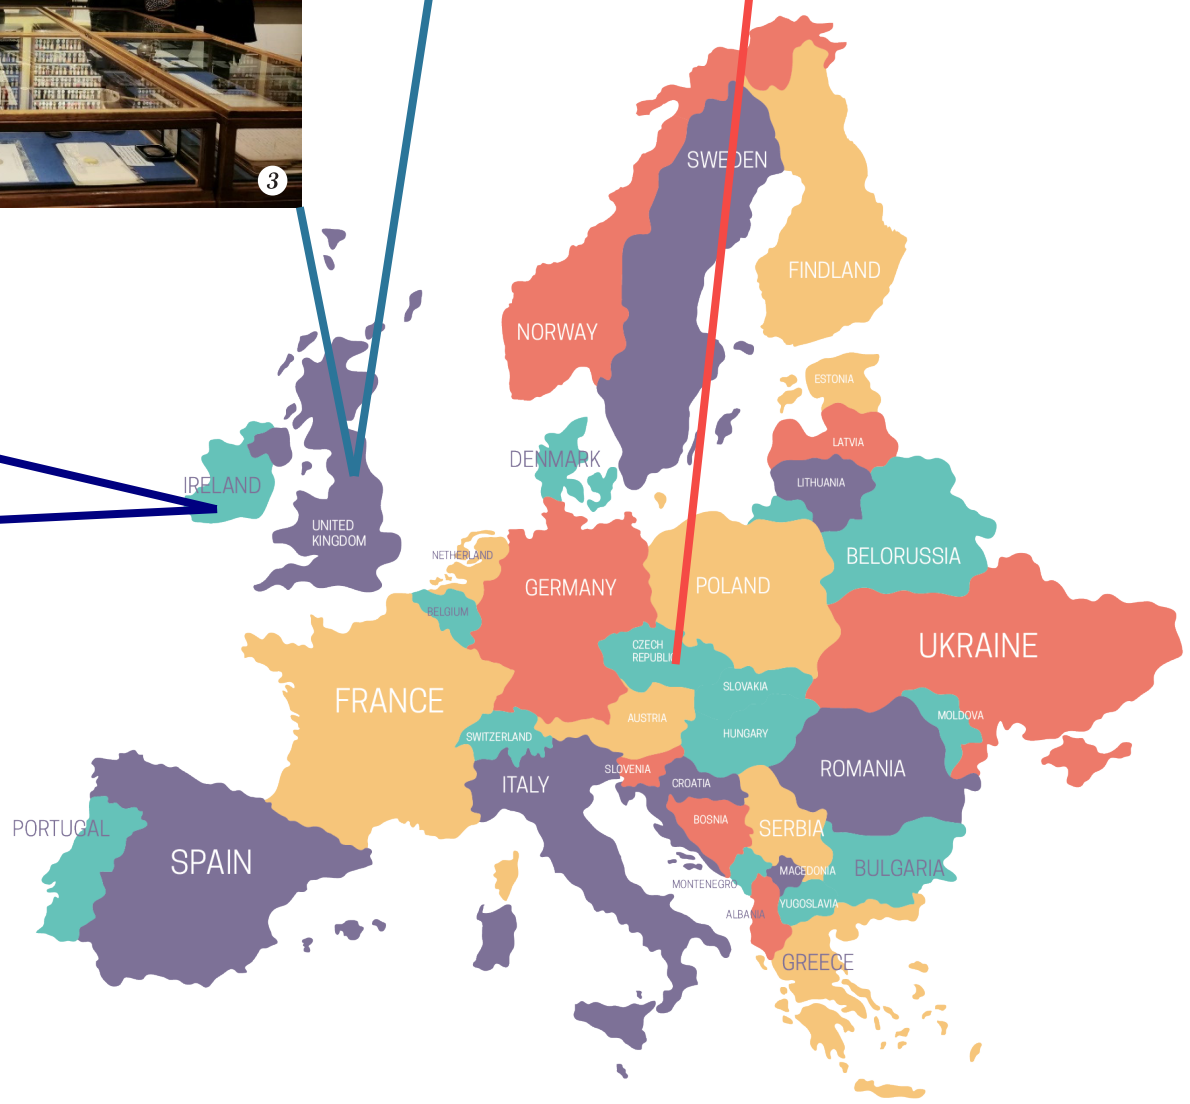 3
SWEDEN
FINDLAND
NORWAY
ESTONIA
LATVIA
DENMARK
LITHUANIA
IRELAND
UNITED
KINGDOM
NETHERLAND
BELORUSSIA
GERMANY
POLAND
BELGIUM
CZECH
REPUBLIC
UKRAINE
SLOVAKIA
FRANCE
AUSTRIA
MOLDOVA
SWITZERLAND
HUNGARY
SLOVENIA
ROMANIA
ITALY
CROATIA
BOSNIA
PORTUGAL
SERBIA
SPAIN
MACEDONIA
BULGARIA
MONTENEGRO
YUGOSLAVIA
ALBANIA
GREECE